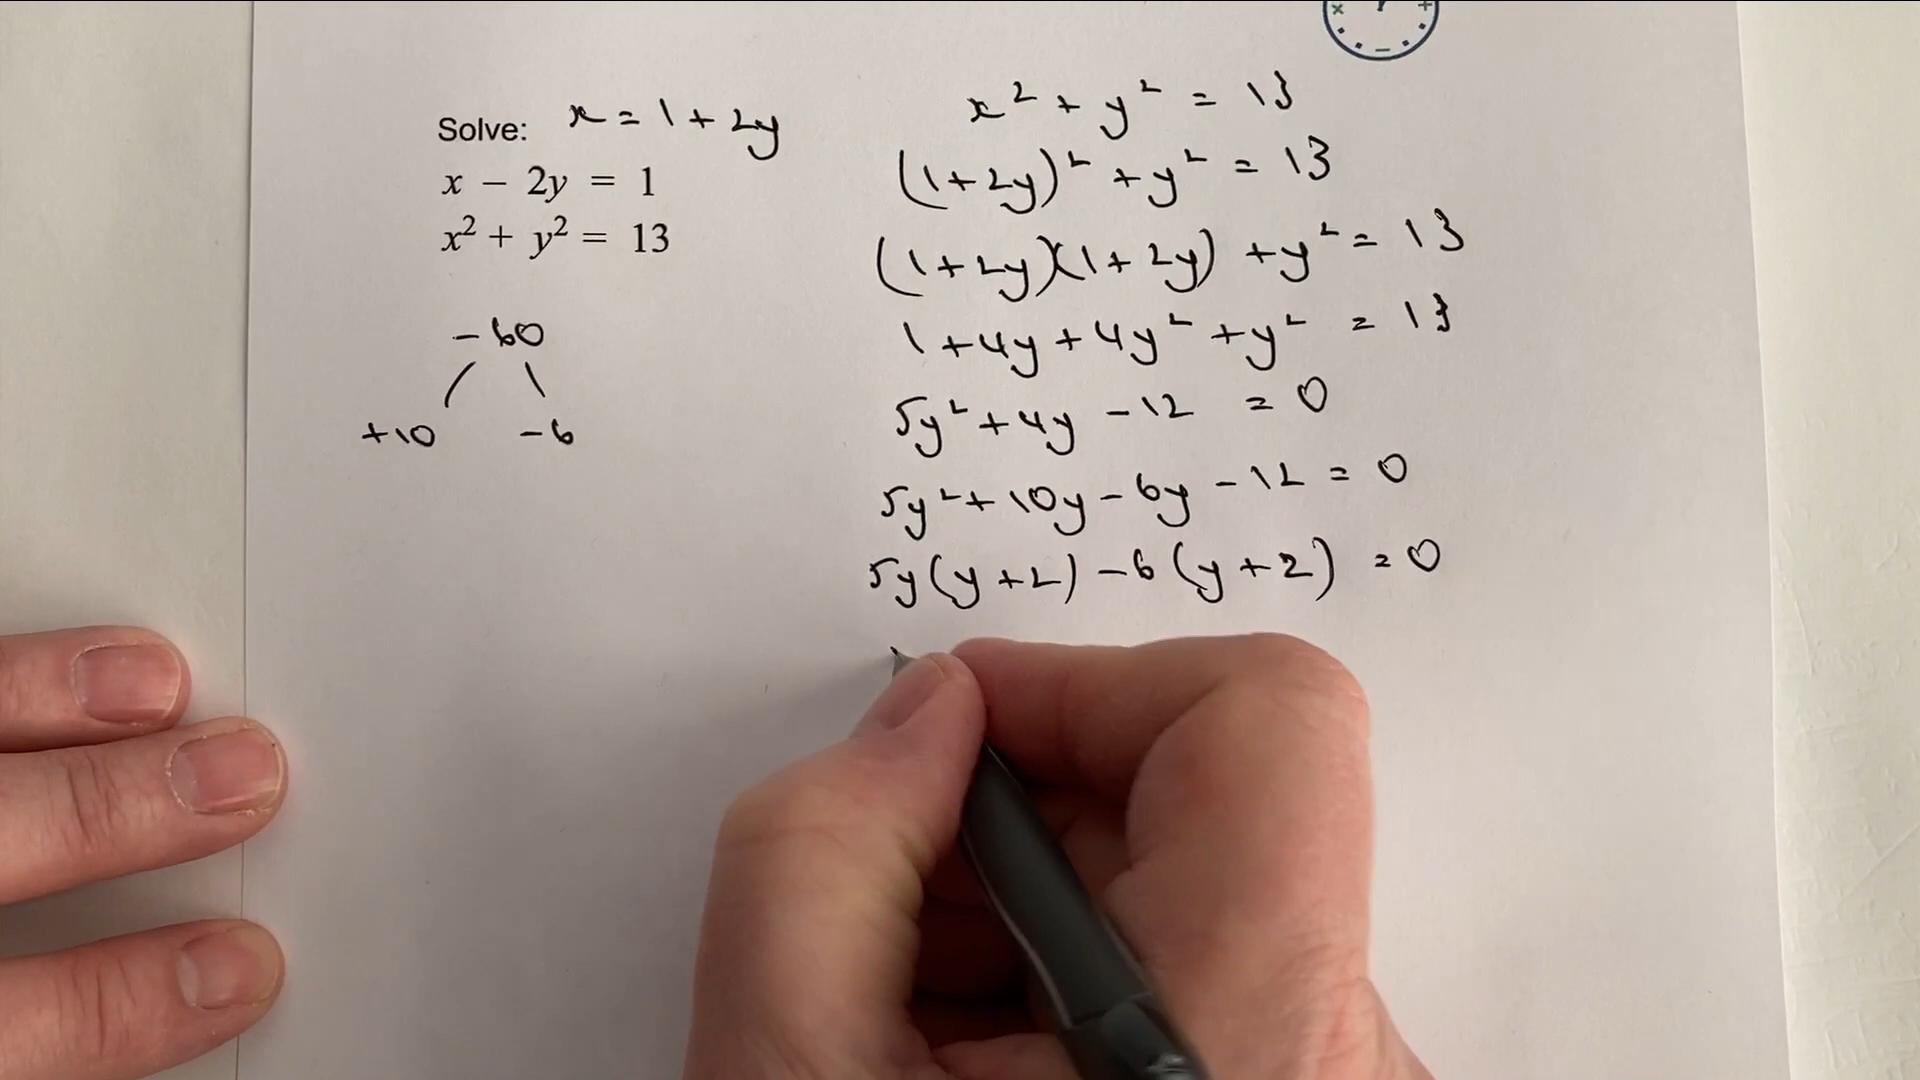 Solve: x = 1 + 2y
x − 2y = 1
x² + y² = 13
−60
+10 −6
x² + y² = 13
(1+2y)² + y² = 13
(1+2y)(1+2y) + y² = 13
1 + 4y + 4y² + y² = 13
5y² + 4y − 12 = 0
5y² + 10y − 6y − 12 = 0
5y(y+2) − 6(y+2) = 0